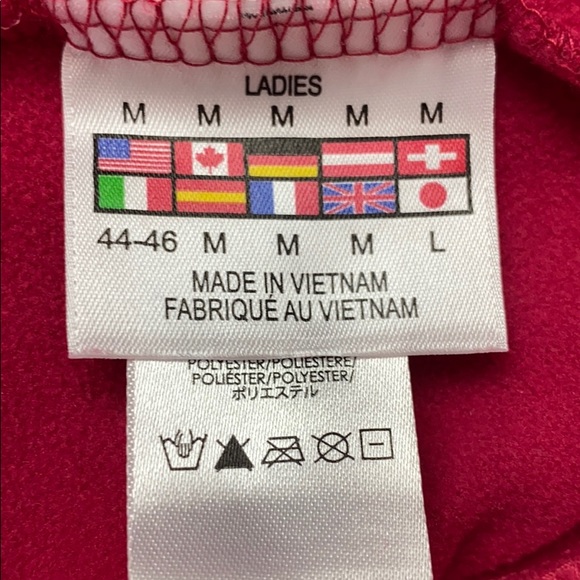 LADIES
M M M M M
44-46 M M M L
MADE IN VIETNAM
FABRIQUÉ AU VIETNAM
POLYESTER/POLIESTERE/
POLIÉSTER/POLYESTER/
ポリエステル